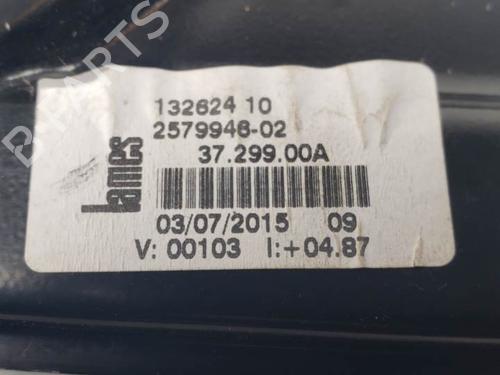 B-PARTS
132624 10
2579946-02
37.299.00A
Lames
03/07/2015 09
V: 00103 I:+04.87